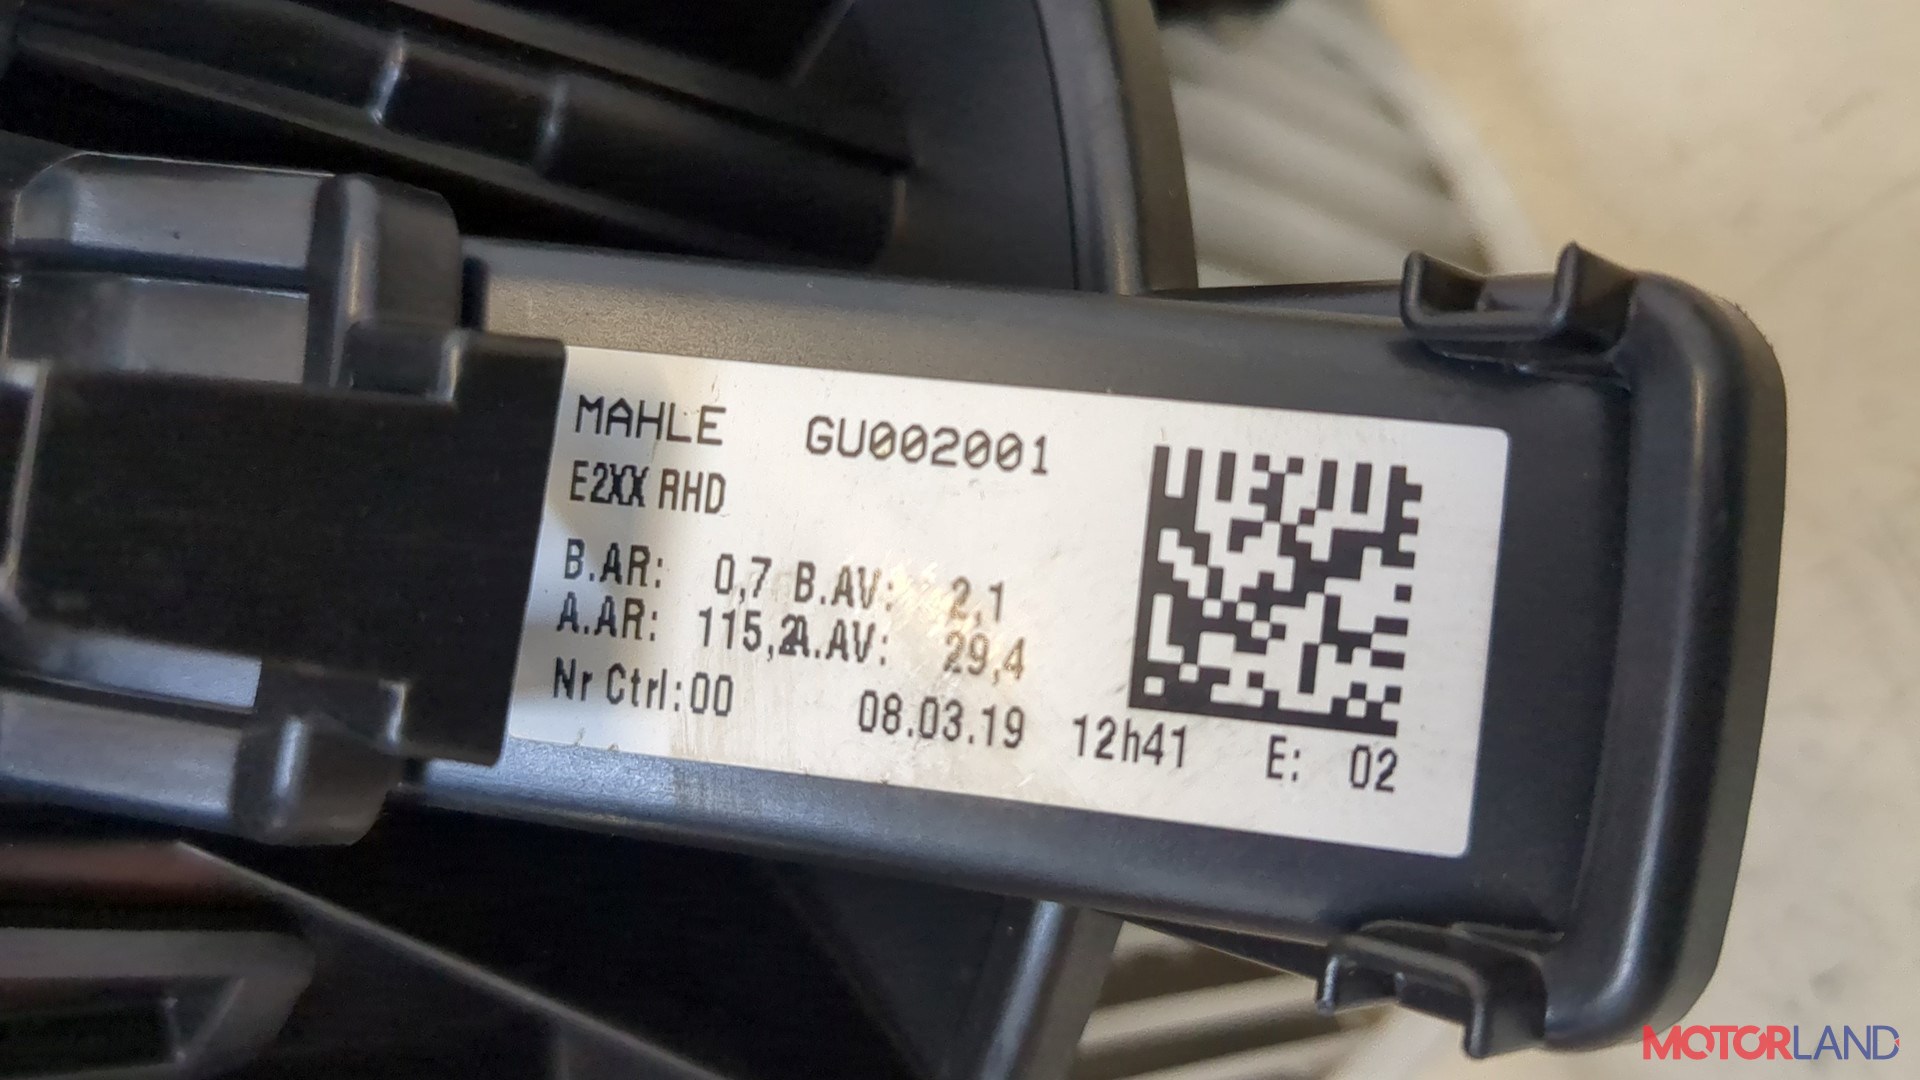 MAHLE GU002001
E2XX RHD
B.AR: 0,7 B.AV: 2,1
A.AR: 115,2A.AV: 29,4
Nr Ctrl:00 08.03.19 12h41 E: 02
MOTORLAND